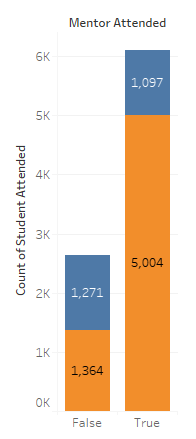 Mentor Attended
6K
5K
4K
3K
2K
1K
0K
Count of Student Attended
1,097
5,004
1,271
1,364
False
True